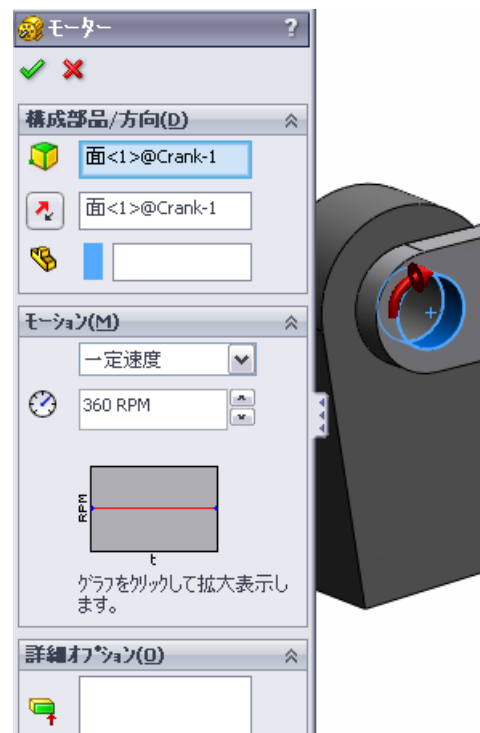 モーター ?
構成部品/方向(D)
面<1>@Crank-1
面<1>@Crank-1
モーション(M)
一定速度
360 RPM
RPM
t
グラフをクリックして拡大表示し
ます。
詳細オプション(O)